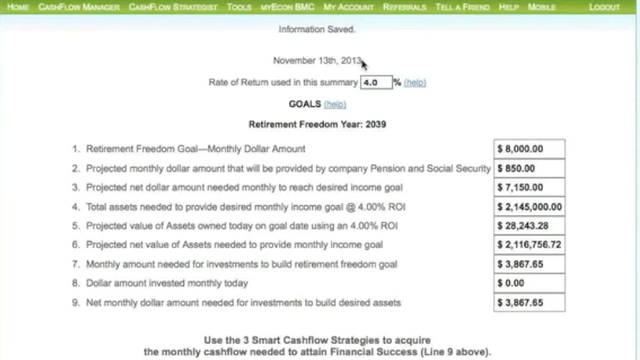 Home CashFlow Manager CashFlow Strategist Tools myEcon BMC My Account Referrals Tell a Friend Help Mobile Logout
Information Saved.
November 13th, 2013
Rate of Return used in this summary 4.0 % (help)
GOALS (help)
Retirement Freedom Year: 2039
1. Retirement Freedom Goal—Monthly Dollar Amount $ 8,000.00
2. Projected monthly dollar amount that will be provided by company Pension and Social Security $ 850.00
3. Projected net dollar amount needed monthly to reach desired income goal $ 7,150.00
4. Total assets needed to provide desired monthly income goal @ 4.00% ROI $ 2,145,000.00
5. Projected value of Assets owned today on goal date using an 4.00% ROI $ 28,243.28
6. Projected net value of Assets needed to provide monthly income goal $ 2,116,756.72
7. Monthly amount needed for investments to build retirement freedom goal $ 3,867.65
8. Dollar amount invested monthly today $ 0.00
9. Net monthly dollar amount needed for investments to build desired assets $ 3,867.65
Use the 3 Smart Cashflow Strategies to acquire
the monthly cashflow needed to attain Financial Success (Line 9 above).